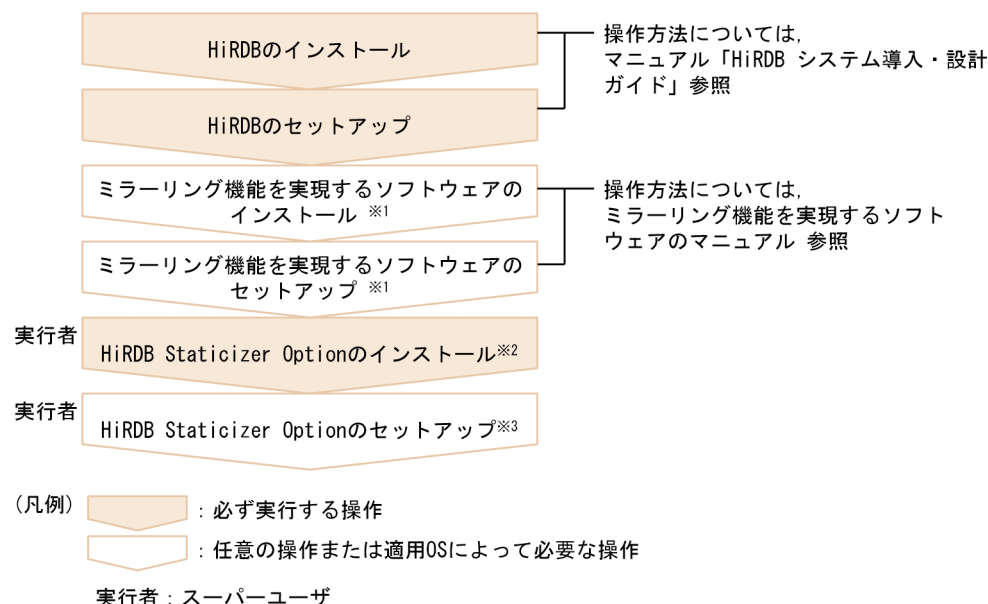 HiRDBのインストール
操作方法については,
マニュアル「HiRDB システム導入・設計
ガイド」参照
HiRDBのセットアップ
ミラーリング機能を実現するソフトウェアの
インストール ※1
操作方法については,
ミラーリング機能を実現するソフト
ウェアのマニュアル 参照
ミラーリング機能を実現するソフトウェアの
セットアップ ※1
実行者
HiRDB Staticizer Optionのインストール※2
実行者
HiRDB Staticizer Optionのセットアップ※3
(凡例)
：必ず実行する操作
：任意の操作または適用OSによって必要な操作
実行者：スーパーユーザ